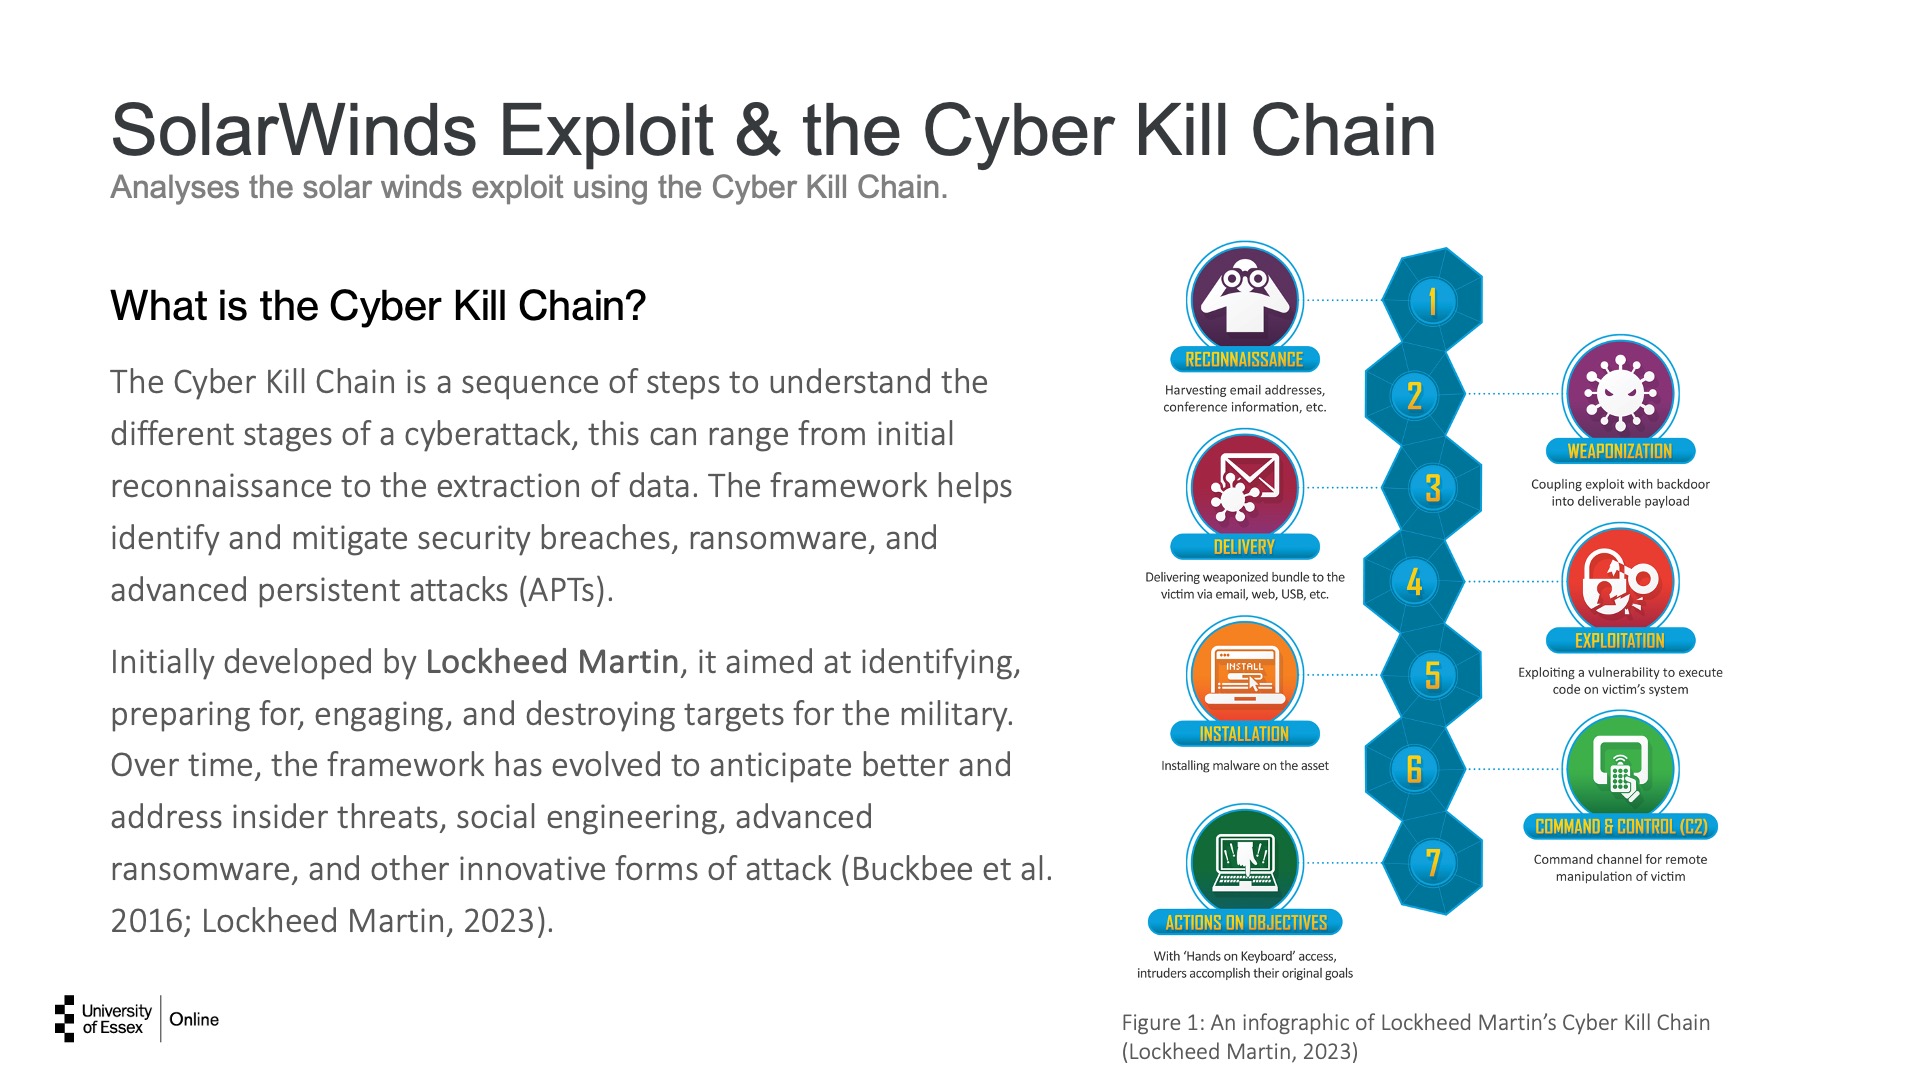 SolarWinds Exploit & the Cyber Kill Chain
Analyses the solar winds exploit using the Cyber Kill Chain.
What is the Cyber Kill Chain?
The Cyber Kill Chain is a sequence of steps to understand the
different stages of a cyberattack, this can range from initial
reconnaissance to the extraction of data. The framework helps
identify and mitigate security breaches, ransomware, and
advanced persistent attacks (APTs).
Initially developed by Lockheed Martin, it aimed at identifying,
preparing for, engaging, and destroying targets for the military.
Over time, the framework has evolved to anticipate better and
address insider threats, social engineering, advanced
ransomware, and other innovative forms of attack (Buckbee et al.
2016; Lockheed Martin, 2023).
1
RECONNAISSANCE
Harvesting email addresses,
conference information, etc.
2
WEAPONIZATION
Coupling exploit with backdoor
into deliverable payload
3
DELIVERY
Delivering weaponized bundle to the
victim via email, web, USB, etc.
4
EXPLOITATION
Exploiting a vulnerability to execute
code on victim's system
5
INSTALL
INSTALLATION
Installing malware on the asset
6
COMMAND & CONTROL (C2)
Command channel for remote
manipulation of victim
7
ACTIONS ON OBJECTIVES
With ‘Hands on Keyboard’ access,
intruders accomplish their original goals
Figure 1: An infographic of Lockheed Martin’s Cyber Kill Chain
(Lockheed Martin, 2023)
University
of Essex
Online